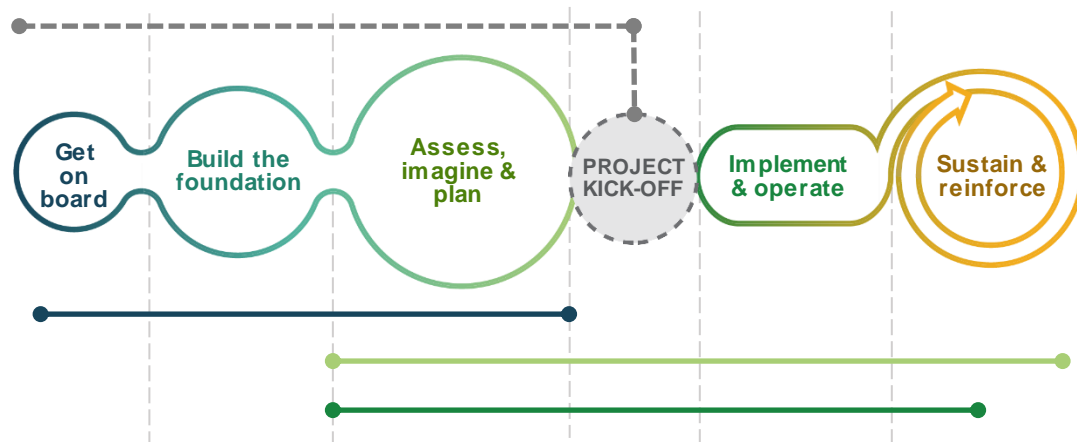 Get
on
board
Build the
foundation
Assess,
imagine &
plan
PROJECT
KICK-OFF
Implement
& operate
Sustain &
reinforce